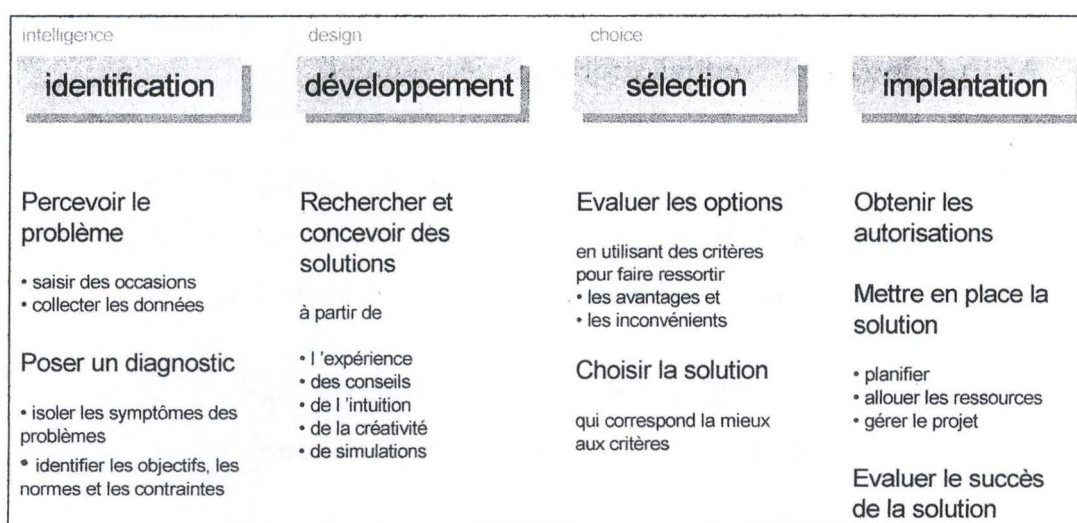 intelligence
identification
Percevoir le
problème
• saisir des occasions
• collecter les données
Poser un diagnostic
• isoler les symptômes des
problèmes
• identifier les objectifs, les
normes et les contraintes
design
développement
Rechercher et
concevoir des
solutions
à partir de
• l 'expérience
• des conseils
• de l 'intuition
• de la créativité
• de simulations
choice
sélection
Evaluer les options
en utilisant des critères
pour faire ressortir
• les avantages et
• les inconvénients
Choisir la solution
qui correspond la mieux
aux critères
implantation
Obtenir les
autorisations
Mettre en place la
solution
• planifier
• allouer les ressources
• gérer le projet
Evaluer le succès
de la solution